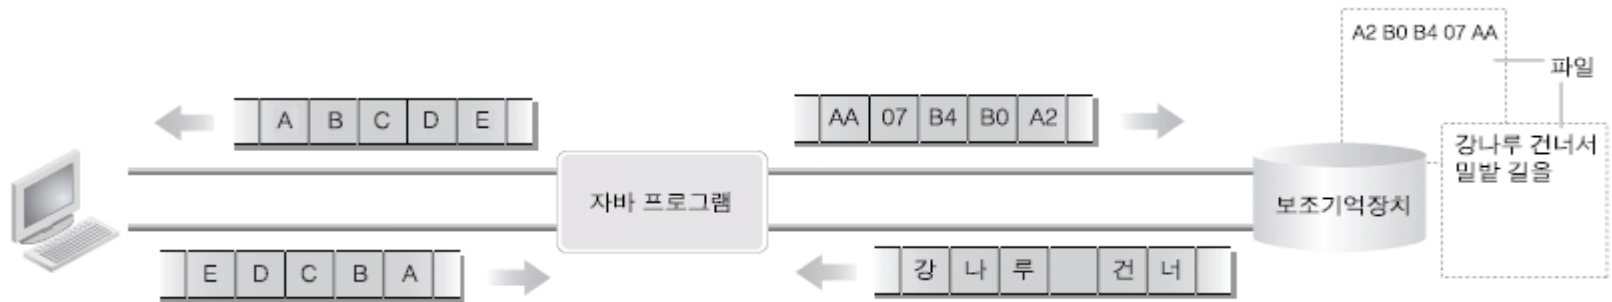 A2 B0 B4 07 AA
파일
A B C D E
AA 07 B4 B0 A2
강나루 건너서
밀밭 길을
자바 프로그램
보조기억장치
E D C B A
강 나 루 건 너